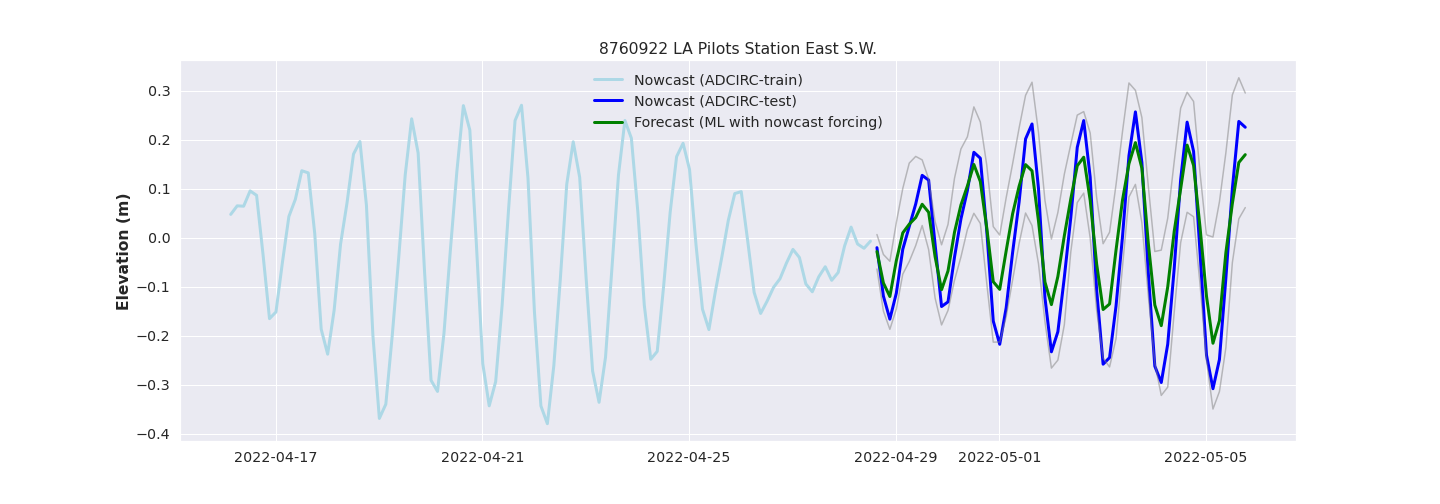 8760922 LA Pilots Station East S.W.
Nowcast (ADCIRC-train)
Nowcast (ADCIRC-test)
Forecast (ML with nowcast forcing)
Elevation (m)
0.3
0.2
0.1
0.0
−0.1
−0.2
−0.3
−0.4
2022-04-17 2022-04-21 2022-04-25 2022-04-29 2022-05-01 2022-05-05